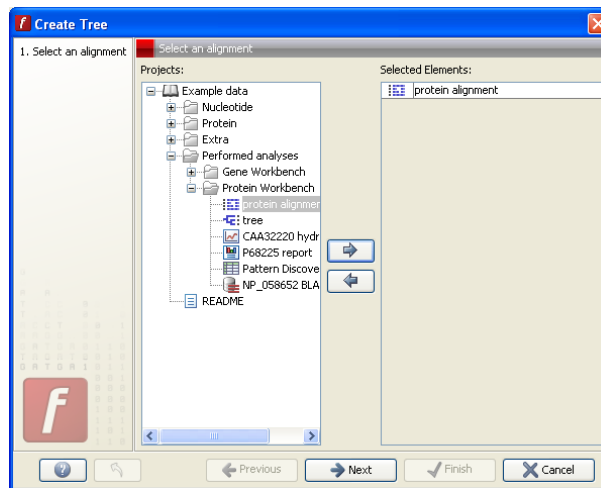 Create Tree
1. Select an alignment
Select an alignment
Projects:
Selected Elements:
Example data
Nucleotide
Protein
Extra
Performed analyses
Gene Workbench
Protein Workbench
protein alignmer
tree
CAA32220 hydr
P68225 report
Pattern Discove
NP_058652 BLA
README
protein alignment
Previous
Next
Finish
Cancel